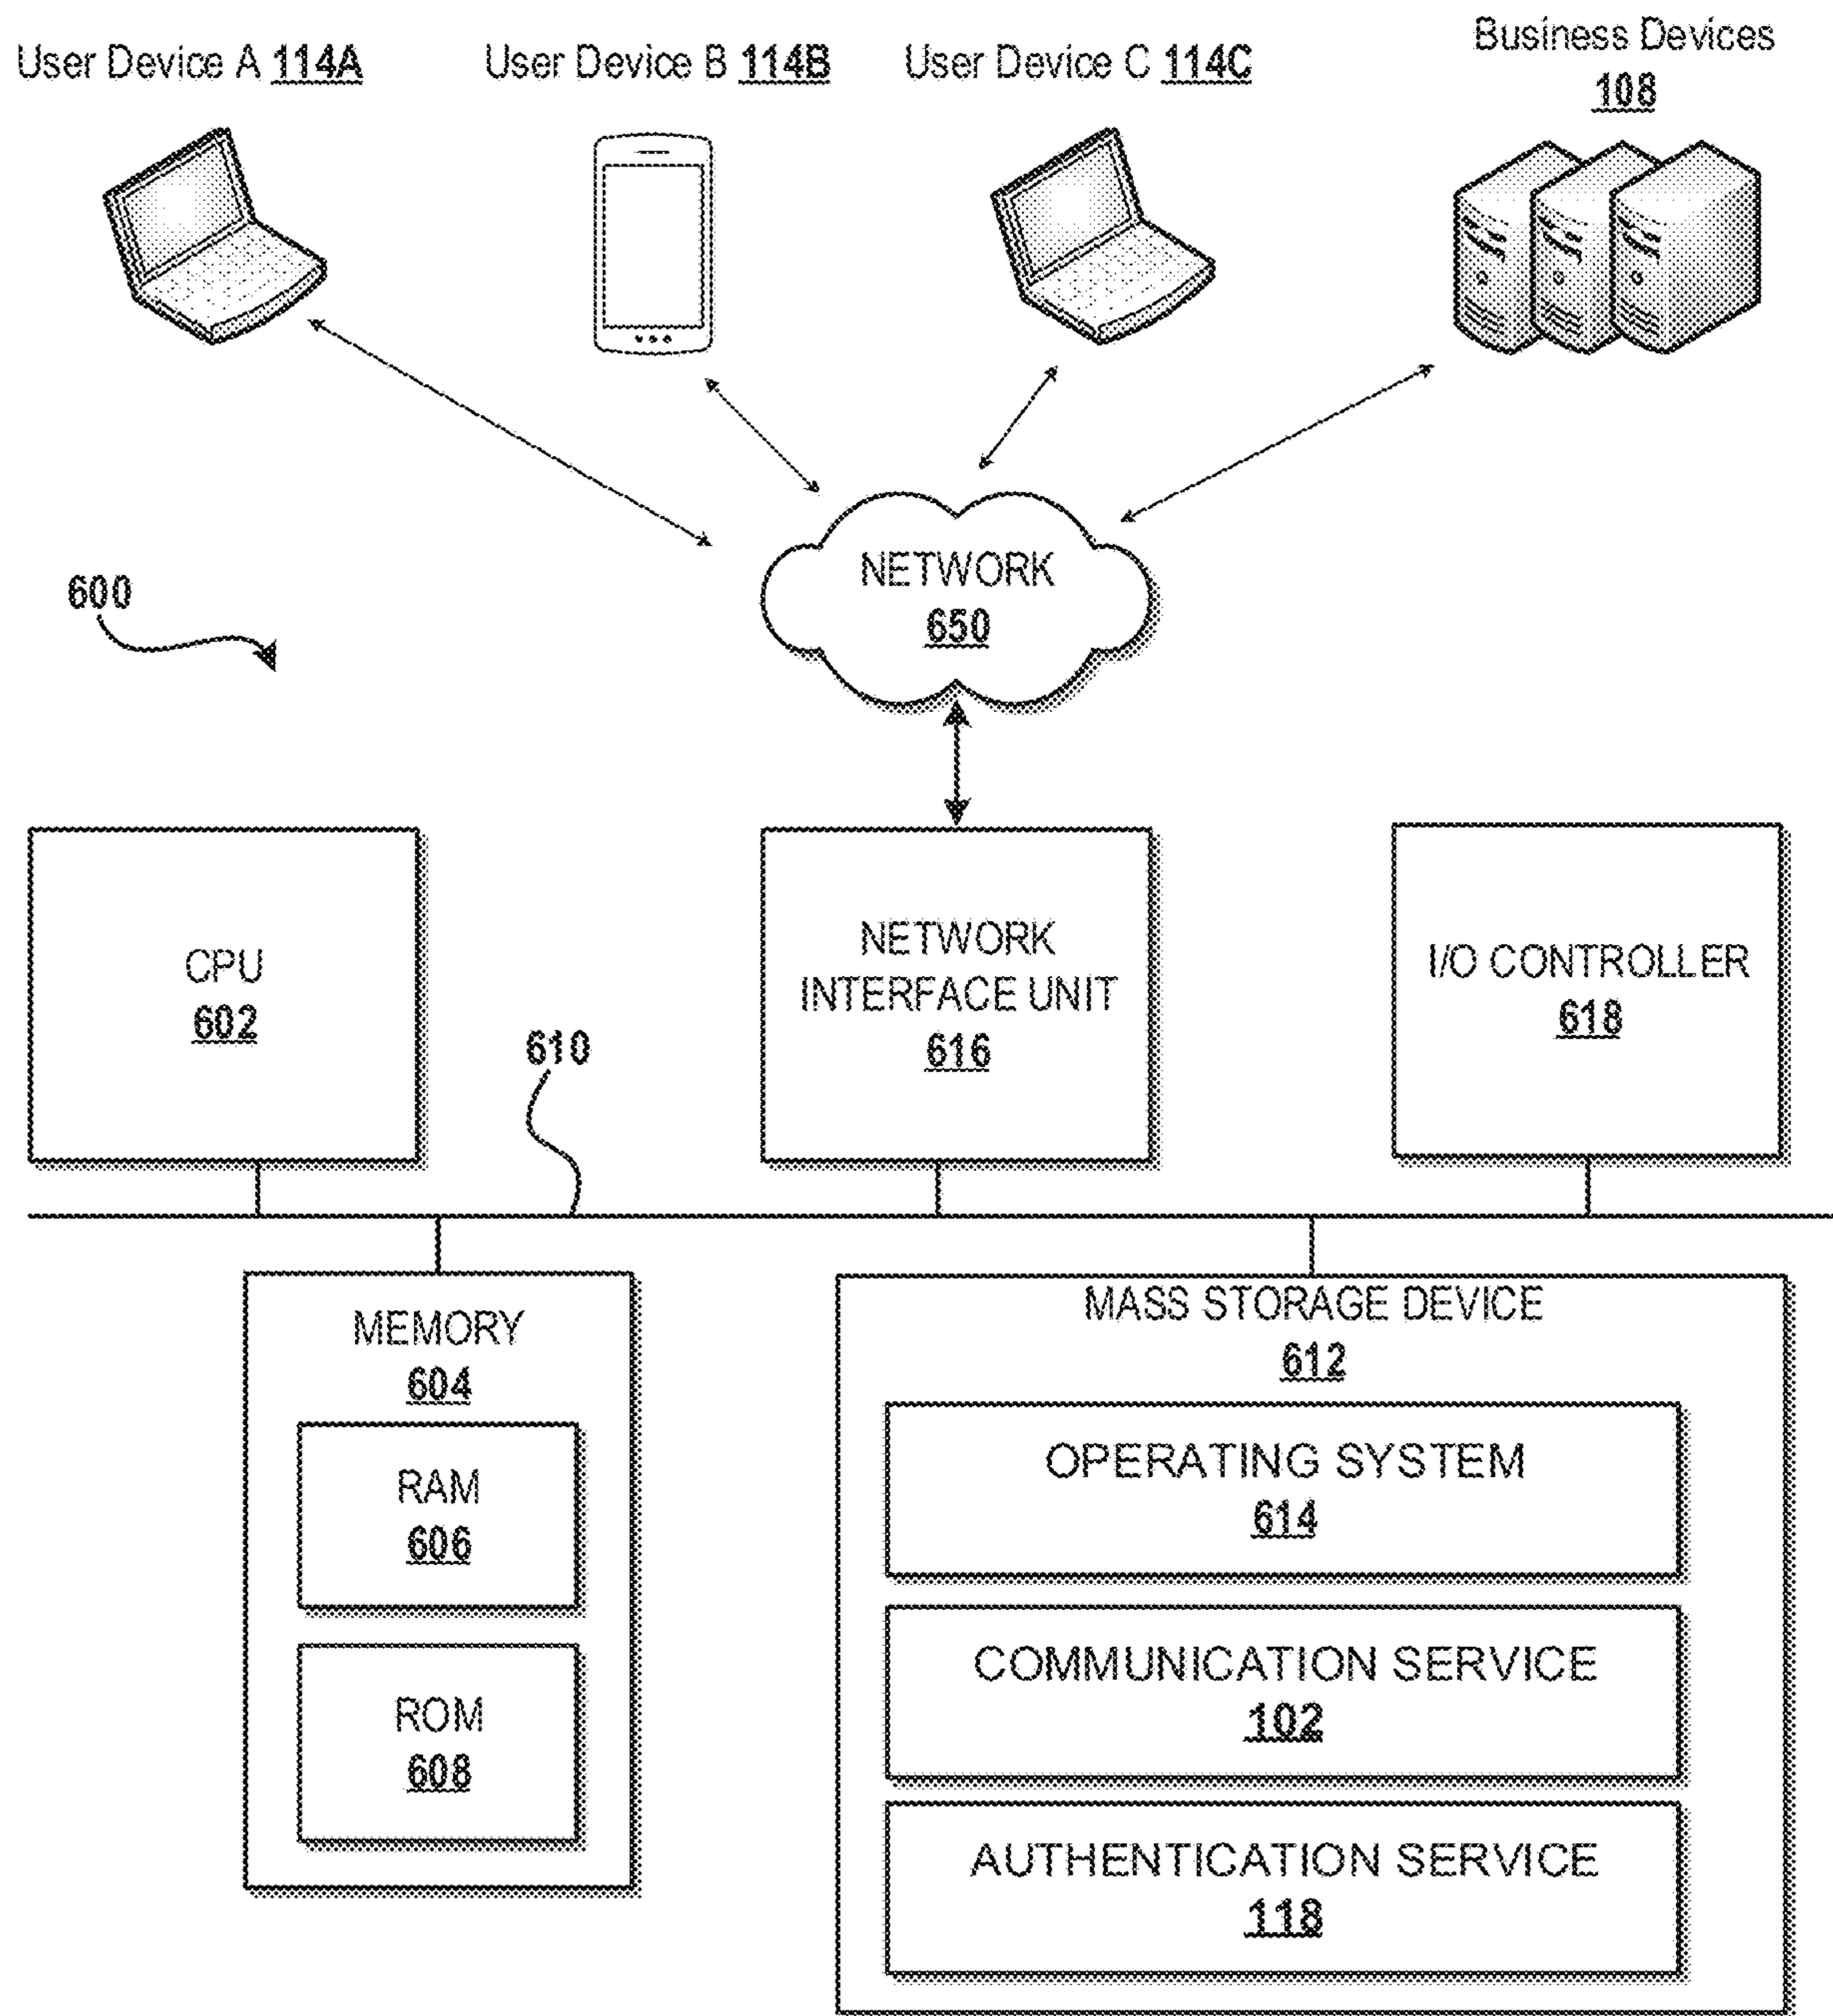 User Device A 114A
User Device B 114B
User Device C 114C
Business Devices
108
NETWORK
650
600
CPU
602
NETWORK
INTERFACE UNIT
616
I/O CONTROLLER
618
610
MEMORY
604
RAM
606
ROM
608
MASS STORAGE DEVICE
612
OPERATING SYSTEM
614
COMMUNICATION SERVICE
102
AUTHENTICATION SERVICE
118